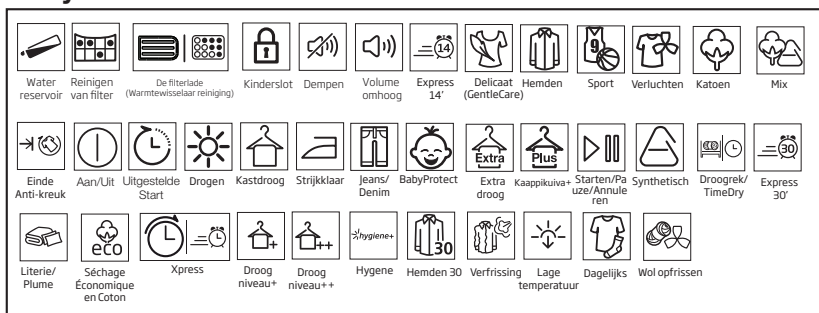 Water
reservoir
Reinigen
van filter
De filterlade
(Warmtewisselaar reiniging)
Kinderslot
Dempen
Volume
omhoog
14
Express
14'
Delicaat
(GentleCare)
Hemden
9
Sport
Verluchten
Katoen
Mix
Einde
Anti-kreuk
Aan/Uit
Uitgestelde
Start
Drogen
Kastdroog
Strijkklaar
Jeans/
Denim
BabyProtect
Extra
Extra
droog
Plus
Kaappikuiva+
Starten/Pa
uze/Annule
ren
Synthetisch
Droogrek/
TimeDry
30
Express
30'
Literie/
Plume
eco
Séchage
Économique
en Coton
Xpress
+
Droog
niveau+
++
Droog
niveau++
hygiene+
Hygene
30
Hemden 30
Verfrissing
Lage
temperatuur
Dagelijks
Wol opfrissen